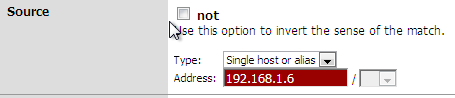 Source
not
Use this option to invert the sense of the match.
Type: Single host or alias
Address: 192.168.1.6 /